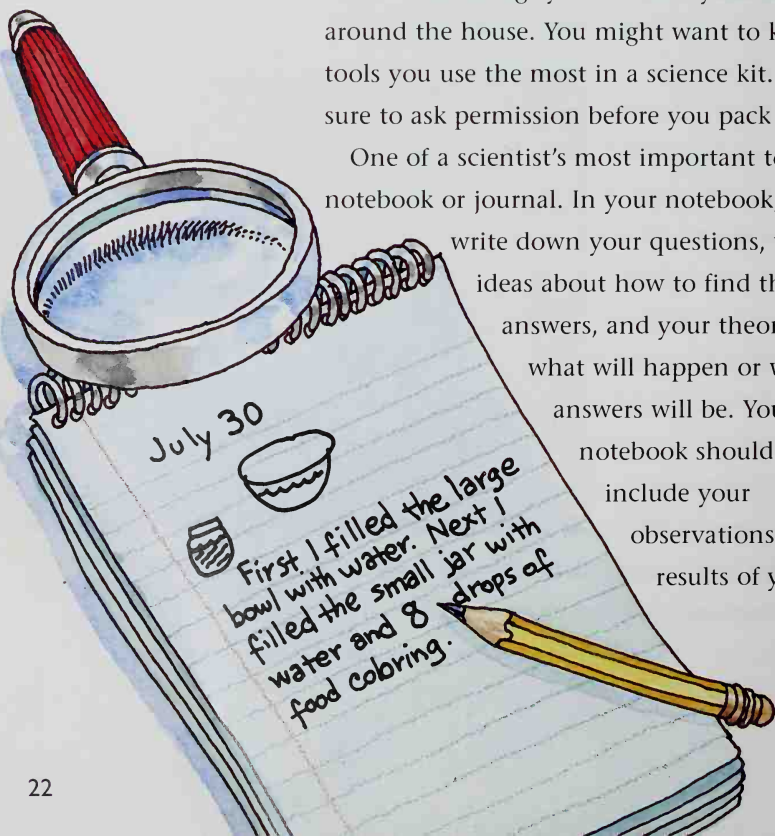 around the house. You might want to
tools you use the most in a science kit.
sure to ask permission before you pack
One of a scientist's most important
notebook or journal. In your notebook
write down your questions,
ideas about how to find
answers, and your
what will happen or
answers will be.
notebook should
include your
observations
results of
July 30
First I filled the large
bowl with water. Next I
filled the small jar with
water and 8 drops of
food coloring.
22